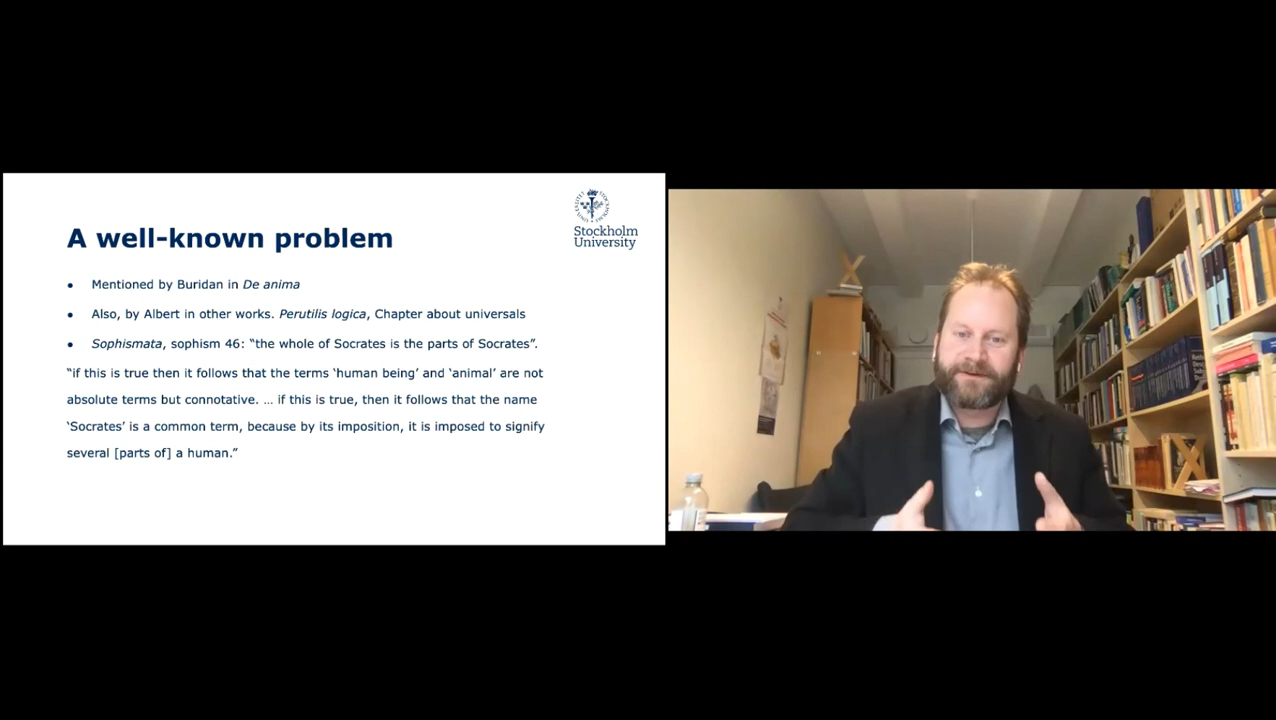 Stockholm
University
A well-known problem
• Mentioned by Buridan in De anima
• Also, by Albert in other works. Perutilis logica, Chapter about universals
• Sophismata, sophism 46: “the whole of Socrates is the parts of Socrates”.
“if this is true then it follows that the terms ‘human being’ and ‘animal’ are not
absolute terms but connotative. … if this is true, then it follows that the name
‘Socrates’ is a common term, because by its imposition, it is imposed to signify
several [parts of] a human.”